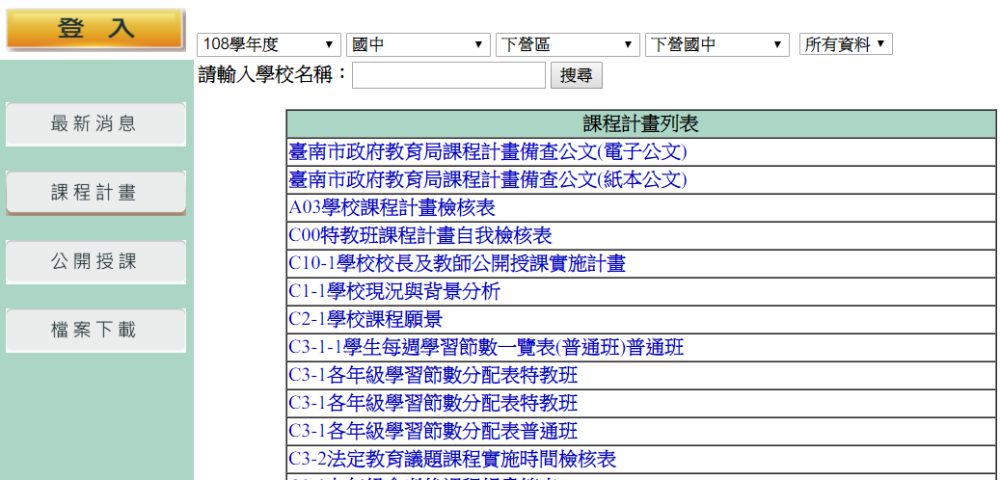 登 入
108學年度 國中 下營區 下營國中 所有資料
請輸入學校名稱： 搜尋
最新消息
課程計畫
公開授課
檔案下載
課程計畫列表
臺南市政府教育局課程計畫備查公文(電子公文)
臺南市政府教育局課程計畫備查公文(紙本公文)
A03學校課程計畫檢核表
C00特教班課程計畫自我檢核表
C10-1學校校長及教師公開授課實施計畫
C1-1學校現況與背景分析
C2-1學校課程願景
C3-1-1學生每週學習節數一覽表(普通班)普通班
C3-1各年級學習節數分配表特教班
C3-1各年級學習節數分配表特教班
C3-1各年級學習節數分配表普通班
C3-2法定教育議題課程實施時間檢核表